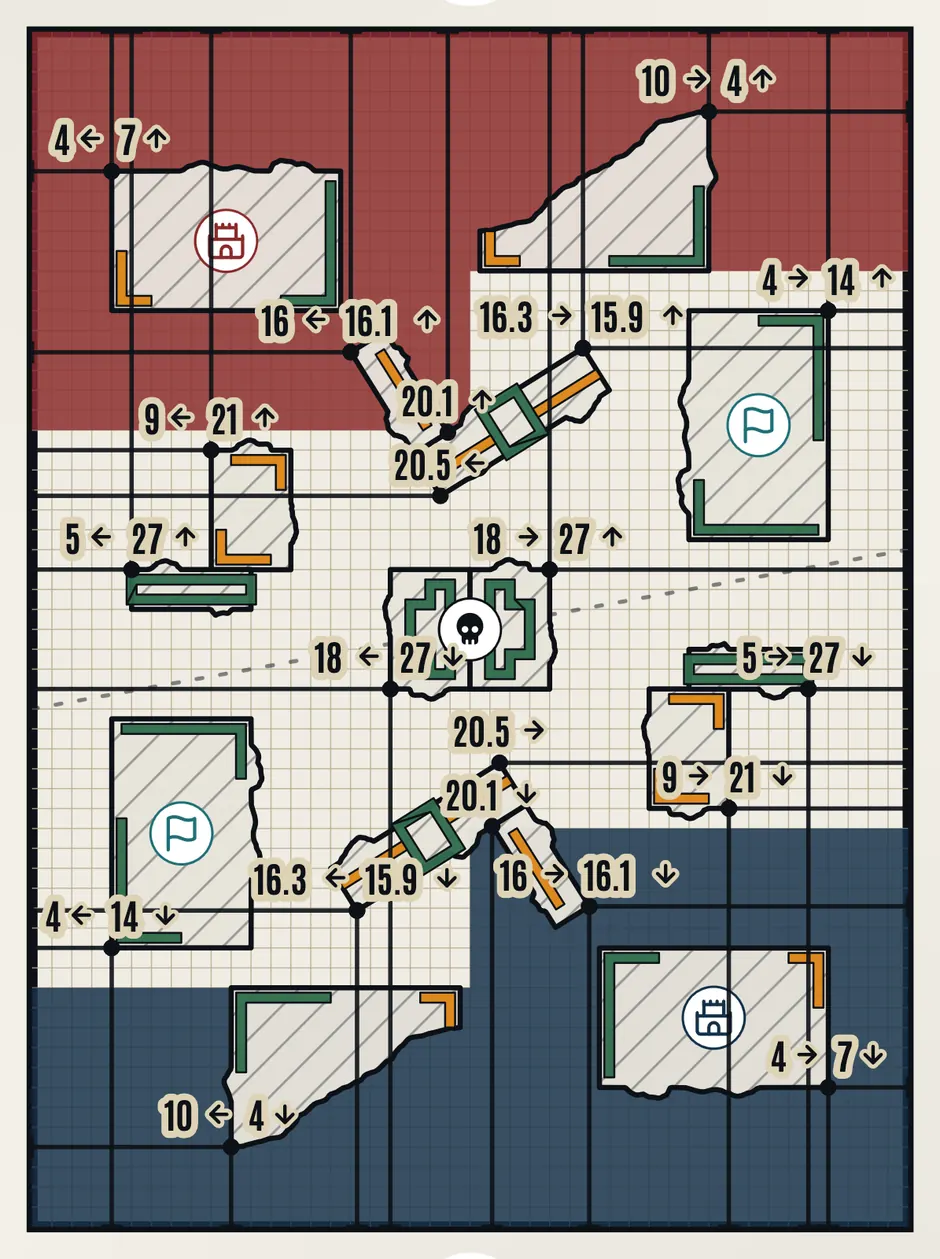 10 → 4 ↑
4 ← 7 ↑
4 → 14 ↑
16 ← 16.1 ↑
16.3 → 15.9 ↑
20.1 ↑
9 ← 21 ↑
20.5 ←
5 ← 27 ↑
18 → 27 ↑
18 ← 27 ↓
5 → 27 ↓
20.5 →
9 → 21 ↓
20.1 ↓
16.3 ← 15.9 ↓
16 → 16.1 ↓
4 ← 14 ↓
4 → 7 ↓
10 ← 4 ↓